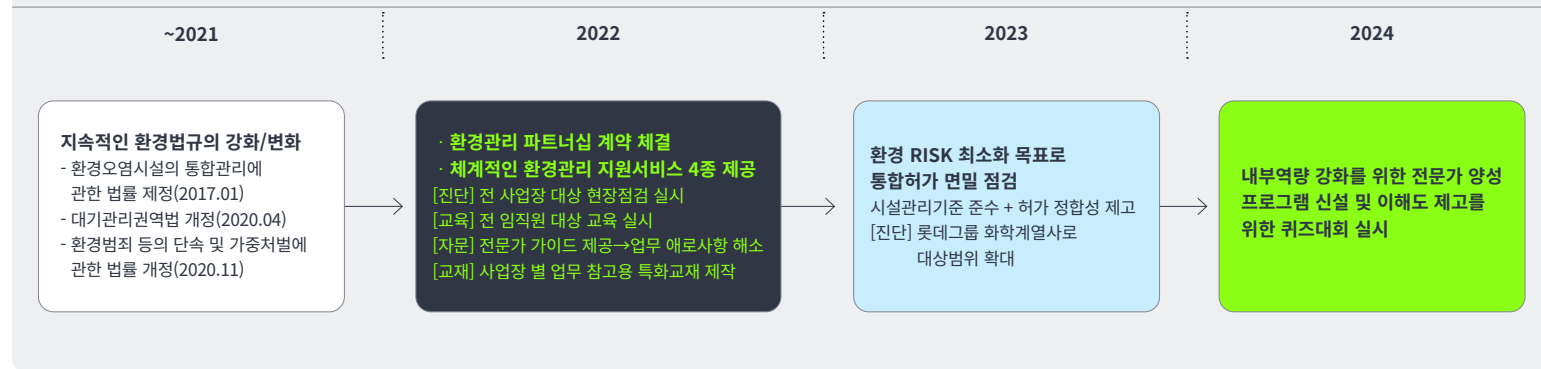 ~2021
2022
2023
2024
지속적인 환경법규의 강화/변화
- 환경오염시설의 통합관리에
관한 법률 제정(2017.01)
- 대기관리권역법 개정(2020.04)
- 환경범죄 등의 단속 및 가중처벌에
관한 법률 개정(2020.11)
· 환경관리 파트너십 계약 체결
· 체계적인 환경관리 지원서비스 4종 제공
[진단] 전 사업장 대상 현장점검 실시
[교육] 전 임직원 대상 교육 실시
[자문] 전문가 가이드 제공→업무 애로사항 해소
[교재] 사업장 별 업무 참고용 특화교재 제작
환경 RISK 최소화 목표로
통합허가 면밀 점검
시설관리기준 준수 + 허가 정합성 제고
[진단] 롯데그룹 화학계열사로
대상범위 확대
내부역량 강화를 위한 전문가 양성
프로그램 신설 및 이해도 제고를
위한 퀴즈대회 실시